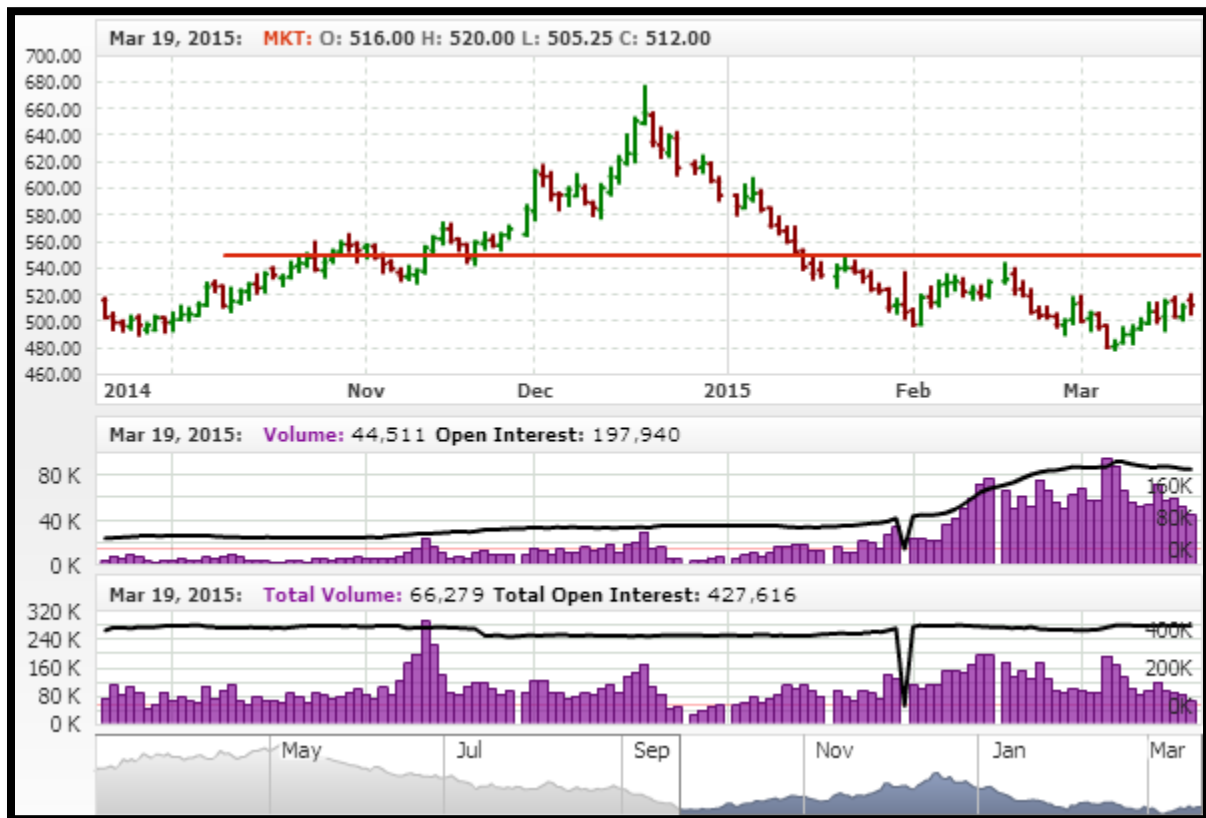 Mar 19, 2015: MKT: O: 516.00 H: 520.00 L: 505.25 C: 512.00
700.00
680.00
660.00
640.00
620.00
600.00
580.00
560.00
540.00
520.00
500.00
480.00
460.00
2014 Nov Dec 2015 Feb Mar
Mar 19, 2015: Volume: 44,511 Open Interest: 197,940
80 K
160K
40 K
80K
0K
0 K
Mar 19, 2015: Total Volume: 66,279 Total Open Interest: 427,616
320 K
400K
240 K
160 K
200K
80 K
0K
0 K
May Jul Sep Nov Jan Mar